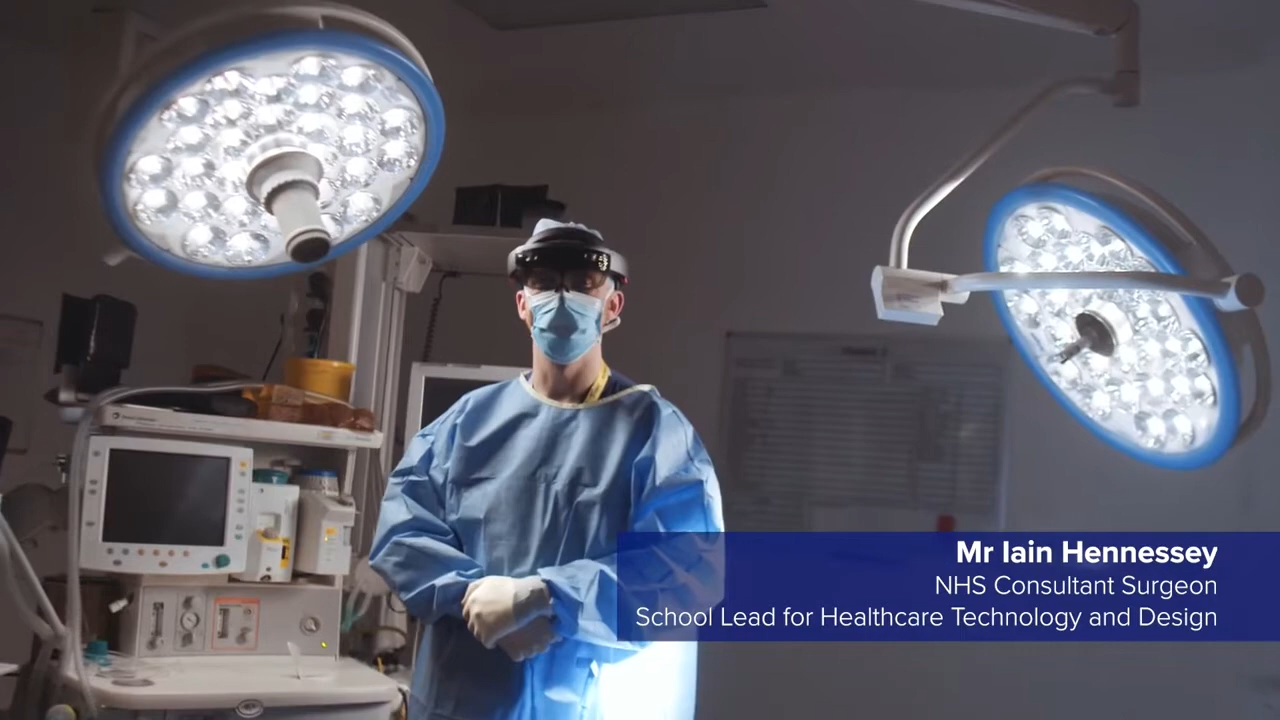 Mr Iain Hennessey
NHS Consultant Surgeon
School Lead for Healthcare Technology and Design